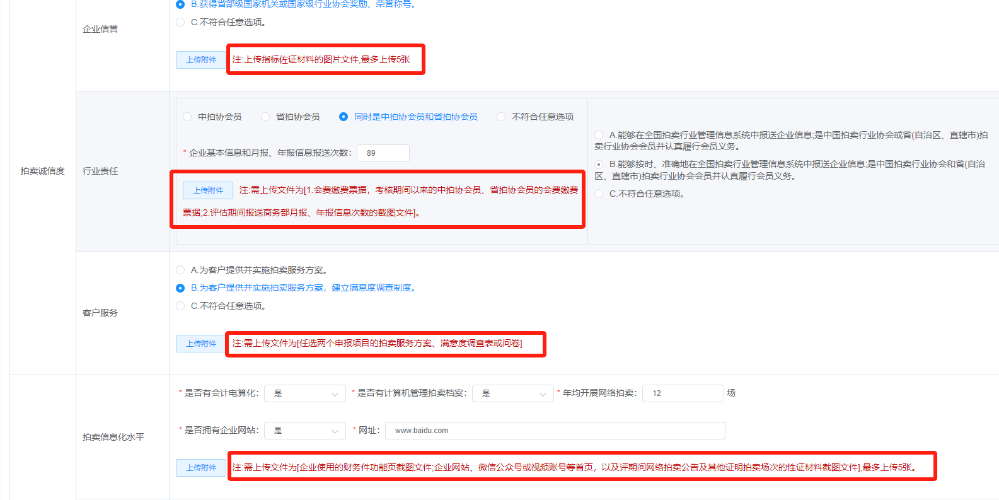 B.获得省部级国家机关或国家级行业协会奖励、荣誉称号。
企业信誉
C.不符合任意选项。
上传附件 注:上传指标佐证材料的图片文件,最多上传5张
拍卖诚信度
行业责任
中拍协会员 省拍协会员 同时是中拍协会员和省拍协会员 不符合任意选项
* 企业基本信息和月报、年报信息报送次数: 89
上传附件 注:需上传文件为[1.会费缴费票据，考核期间以来的中拍协会员、省拍协会员的会费缴费
票据;2.评估期间报送商务部月报、年报信息次数的截图文件]。
A.能够在全国拍卖行业管理信息系统中报送企业信息;是中国拍卖行业协会或省(自治区、直辖市)拍
卖行业协会会员并认真履行会员义务。
B.能够按时、准确地在全国拍卖行业管理信息系统中报送企业信息;是中国拍卖行业协会和省(自治
区、直辖市)拍卖行业协会会员并认真履行会员义务。
C.不符合任意选项。
客户服务
A.为客户提供并实施拍卖服务方案。
B.为客户提供并实施拍卖服务方案，建立满意度调查制度。
C.不符合任意选项。
上传附件 注:需上传文件为[任选两个申报项目的拍卖服务方案、满意度调查表或问卷]
拍卖信息化水平
* 是否有会计电算化: 是 * 是否有计算机管理拍卖档案: 是 * 年均开展网络拍卖: 12 场
* 是否拥有企业网站: 是 * 网址: www.baidu.com
上传附件 注:需上传文件为[企业使用的财务件功能页截图文件;企业网站、微信公众号或视频账号等首页，以及评期间网络拍卖公告及其他证明拍卖场次的性证材料截图文件],最多上传5张。